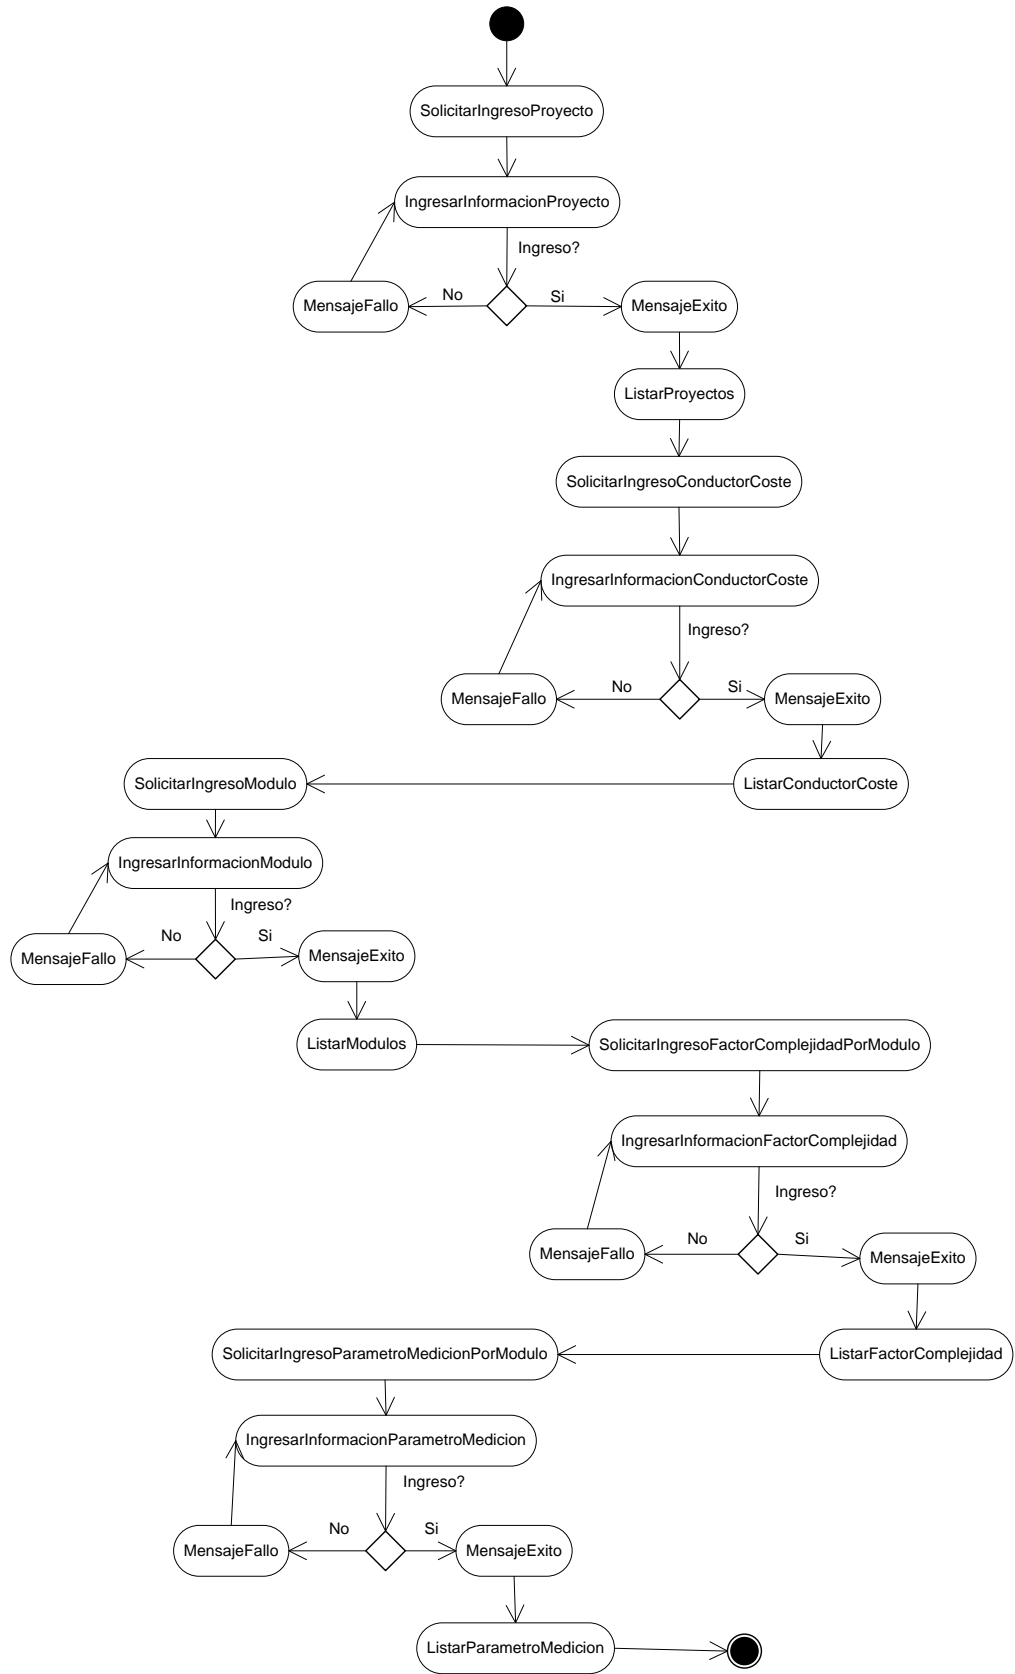 SolicitarIngresoProyecto
IngresarInformacionProyecto
Ingreso?
No
Si
MensajeFallo
MensajeExito
ListarProyectos
SolicitarIngresoConductorCoste
IngresarInformacionConductorCoste
Ingreso?
No
Si
MensajeFallo
MensajeExito
SolicitarIngresoModulo
ListarConductorCoste
IngresarInformacionModulo
Ingreso?
No
Si
MensajeFallo
MensajeExito
ListarModulos
SolicitarIngresoFactorComplejidadPorModulo
IngresarInformacionFactorComplejidad
Ingreso?
No
Si
MensajeFallo
MensajeExito
SolicitarIngresoParametroMedicionPorModulo
ListarFactorComplejidad
IngresarInformacionParametroMedicion
Ingreso?
No
Si
MensajeFallo
MensajeExito
ListarParametroMedicion